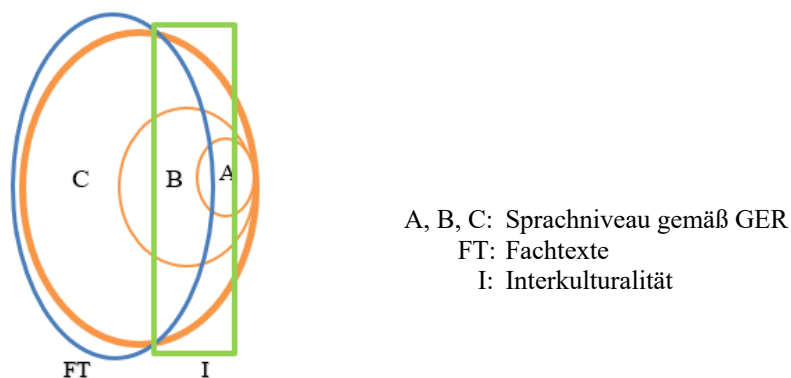 C
B
A
A, B, C: Sprachniveau gemäß GER
FT: Fachtexte
I: Interkulturalität
FT
I